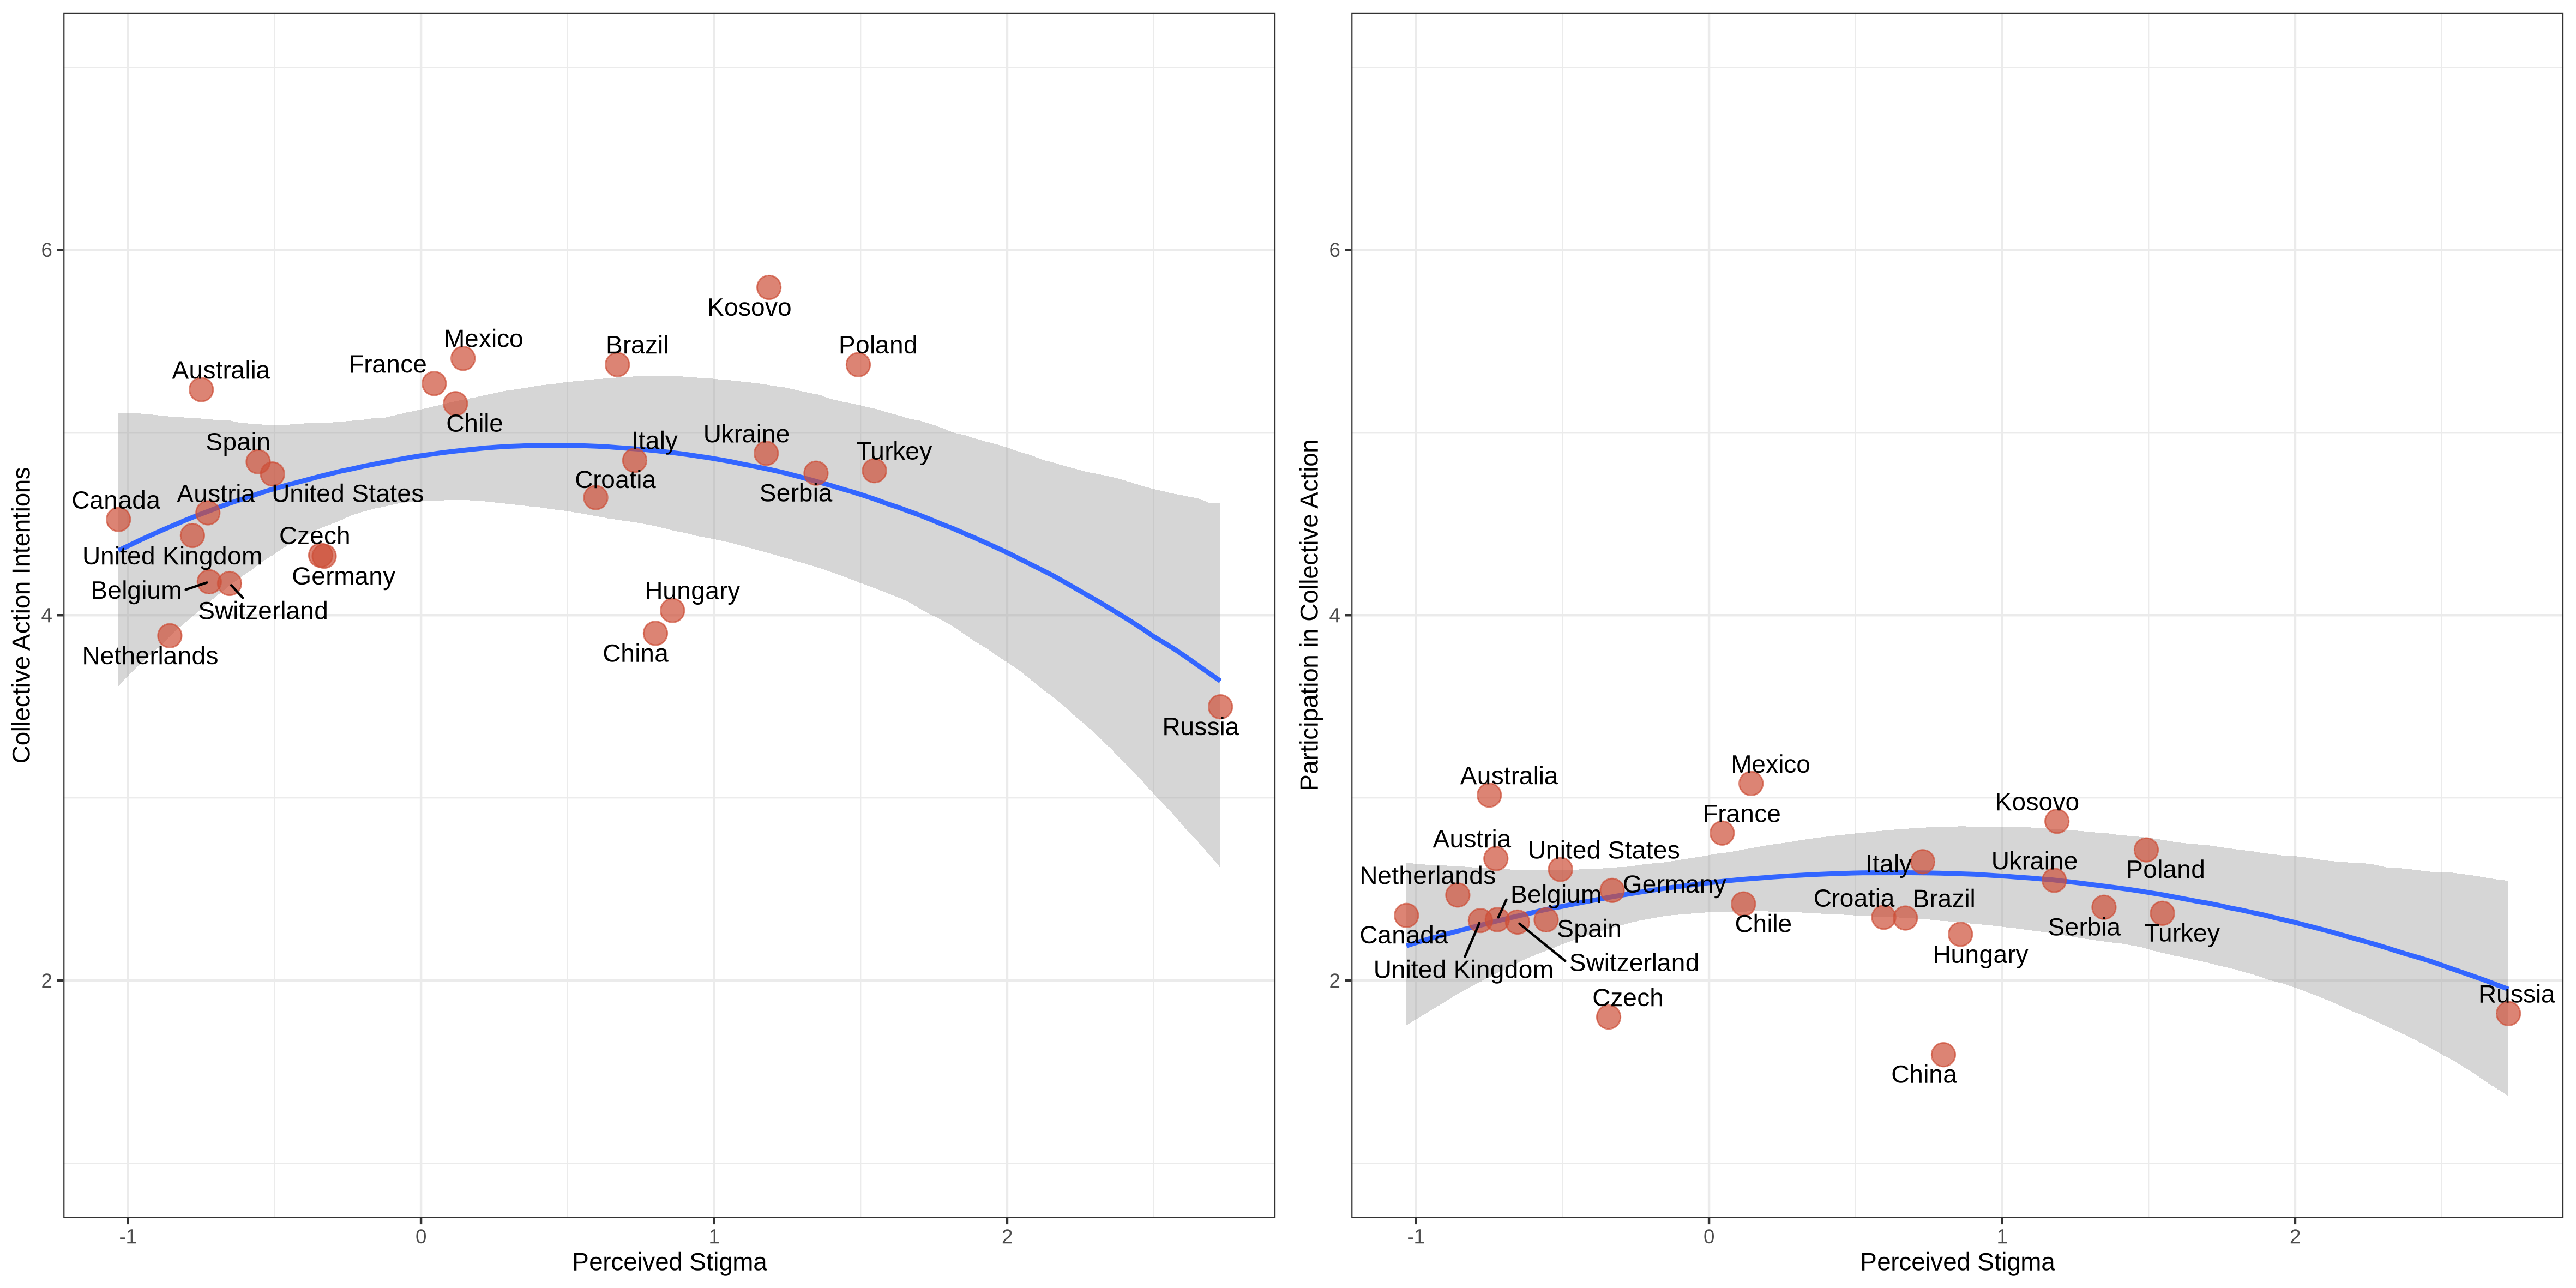 Collective Action Intentions
6
4
2
Kosovo
Mexico
Brazil
Poland
France
Australia
Chile
Ukraine
Italy
Spain
Turkey
Croatia
Serbia
Austria
United States
Canada
Czech
United Kingdom
Germany
Belgium
Hungary
Switzerland
China
Netherlands
Russia
-1
0
1
2
Perceived Stigma
Participation in Collective Action
6
4
2
Mexico
Australia
Kosovo
France
Austria
United States
Ukraine
Italy
Poland
Netherlands
Germany
Belgium
Croatia
Brazil
Chile
Serbia
Spain
Turkey
Canada
Hungary
Switzerland
United Kingdom
Russia
Czech
China
-1
0
1
2
Perceived Stigma